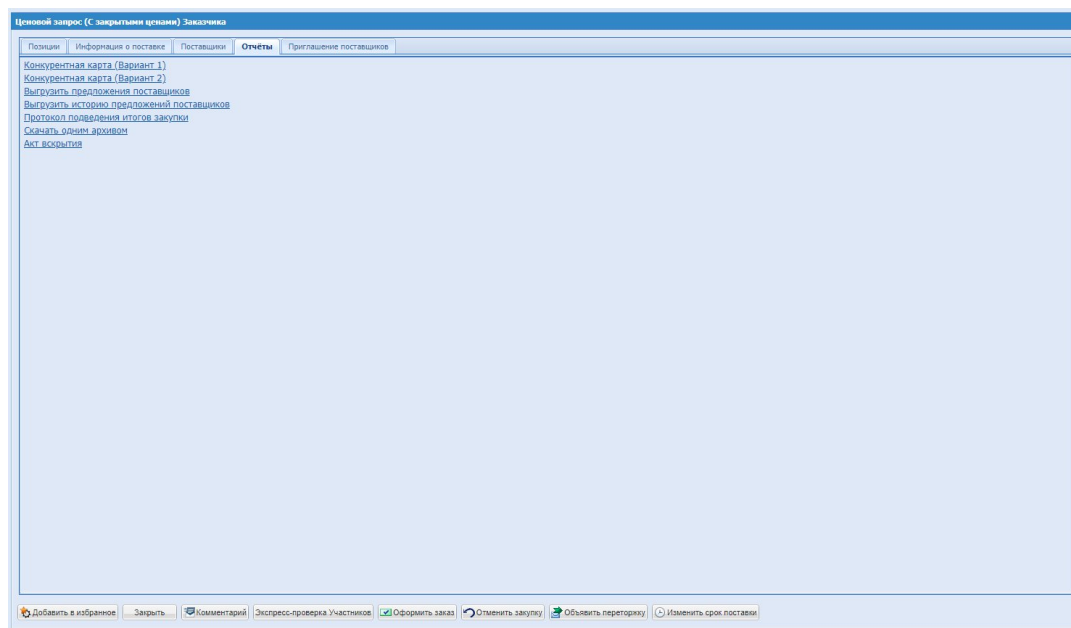 Ценовой запрос (С закрытыми ценами) Заказчика
Позиции Информация о поставке Поставщики Отчёты Приглашение поставщиков
Конкурентная карта (Вариант 1)
Конкурентная карта (Вариант 2)
Выгрузить предложения поставщиков
Выгрузить историю предложений поставщиков
Протокол подведения итогов закупки
Скачать одним архивом
Акт вскрытия
Добавить в избранное Закрыть Комментарий Экспресс-проверка Участников Оформить заказ Отменить закупку Объявить переторжку Изменить срок поставки